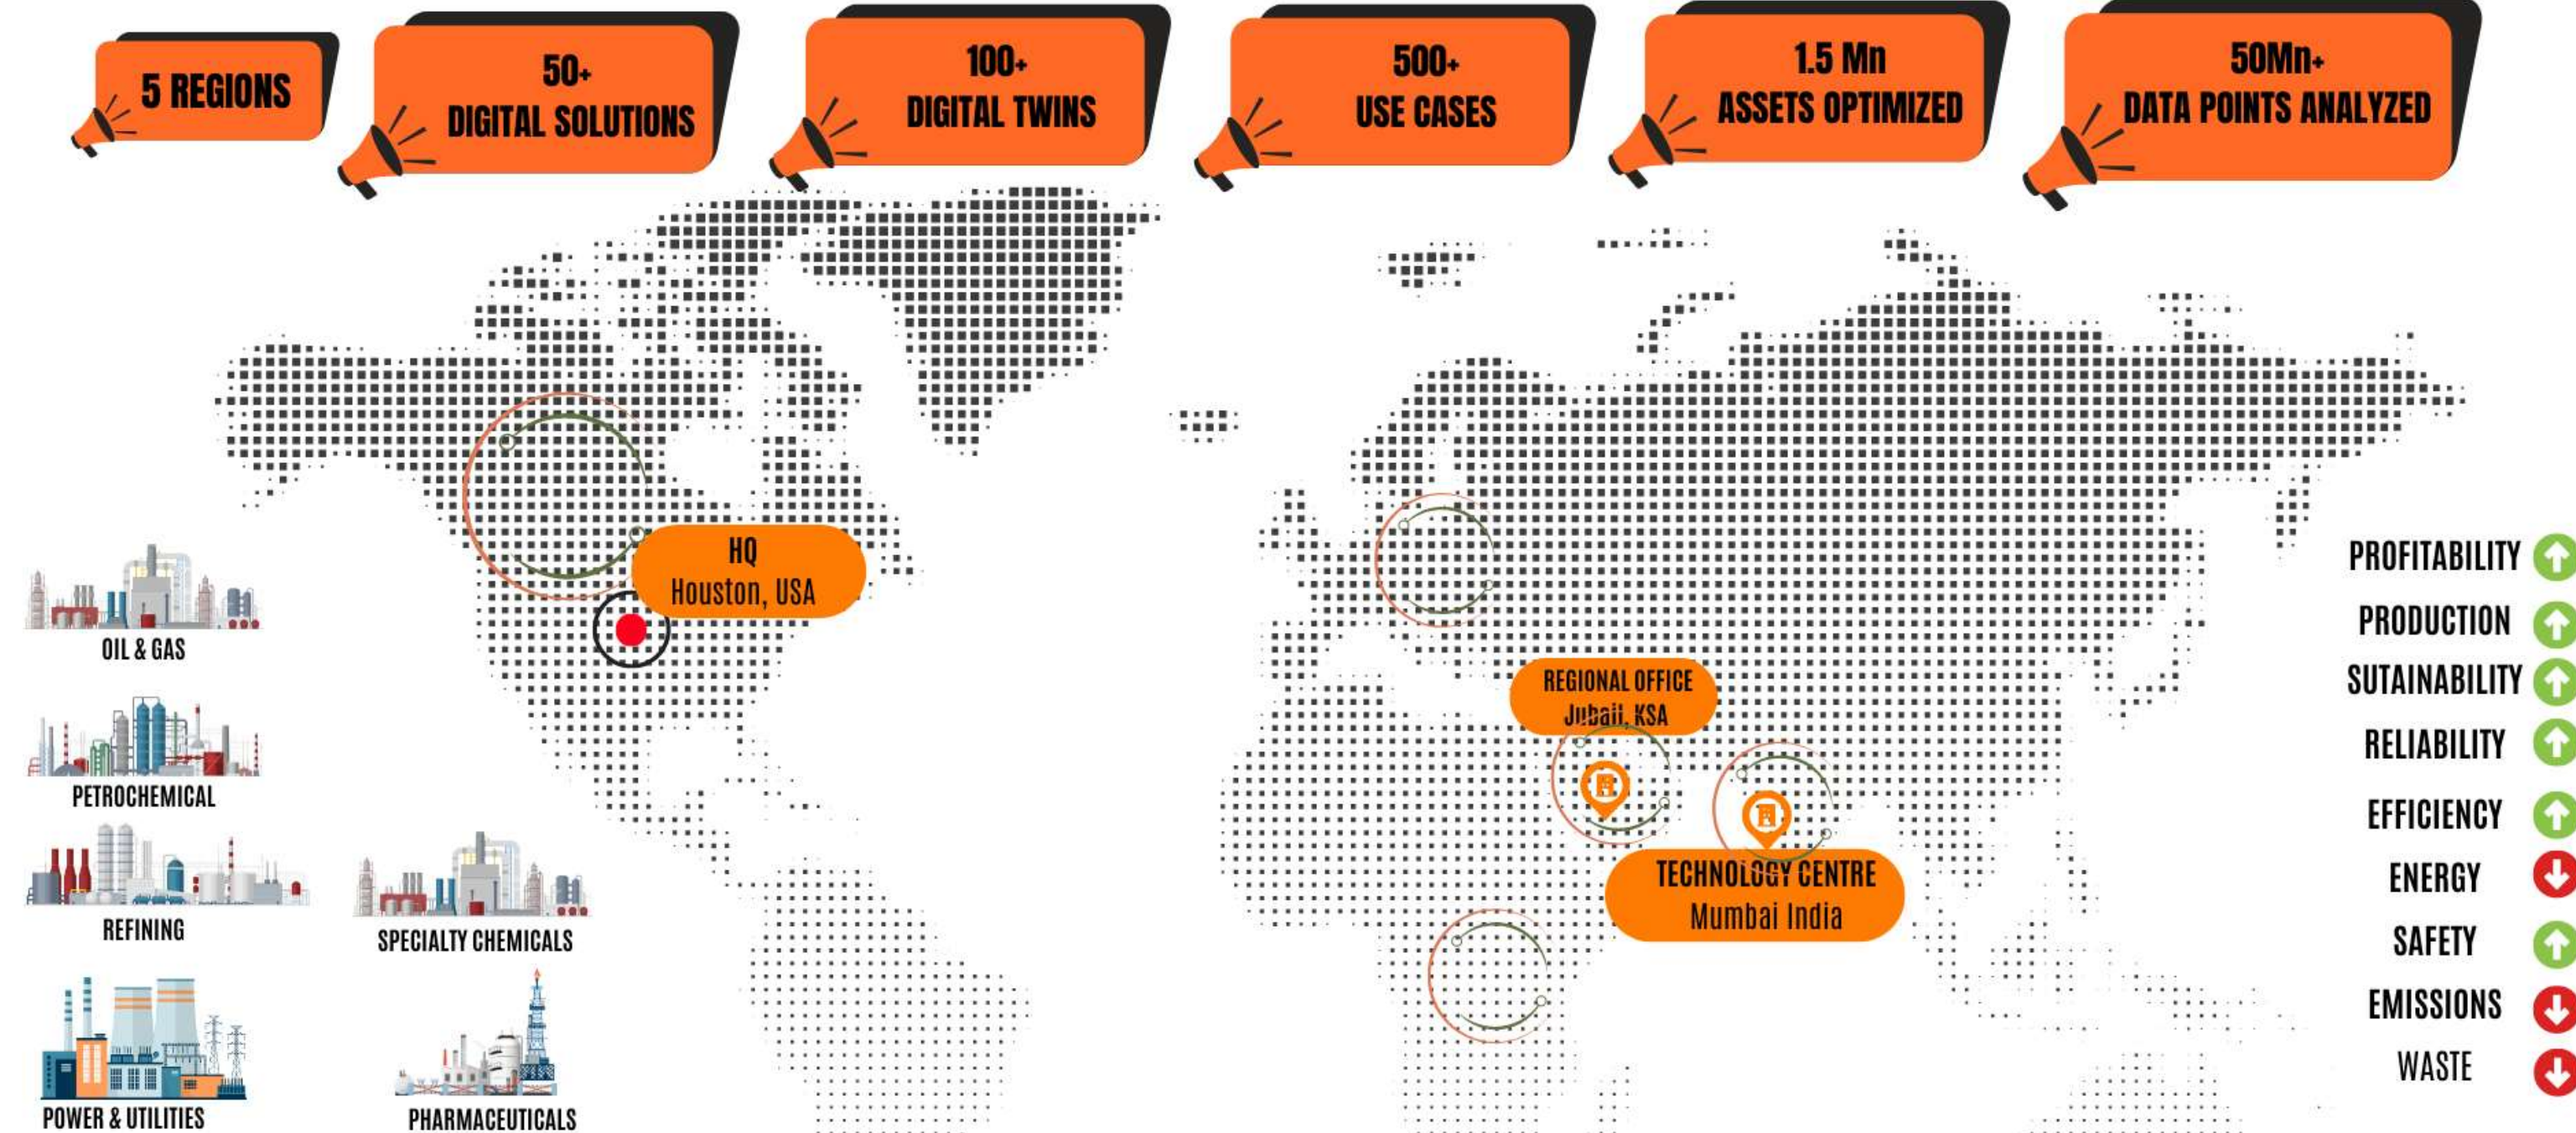 5 REGIONS
50+
DIGITAL SOLUTIONS
100+
DIGITAL TWINS
500+
USE CASES
1.5 Mn
ASSETS OPTIMIZED
50Mn+
DATA POINTS ANALYZED
HQ
Houston, USA
REGIONAL OFFICE
Jubail, KSA
TECHNOLOGY CENTRE
Mumbai India
OIL & GAS
PETROCHEMICAL
REFINING
SPECIALTY CHEMICALS
POWER & UTILITIES
PHARMACEUTICALS
PROFITABILITY
PRODUCTION
SUTAINABILITY
RELIABILITY
EFFICIENCY
ENERGY
SAFETY
EMISSIONS
WASTE